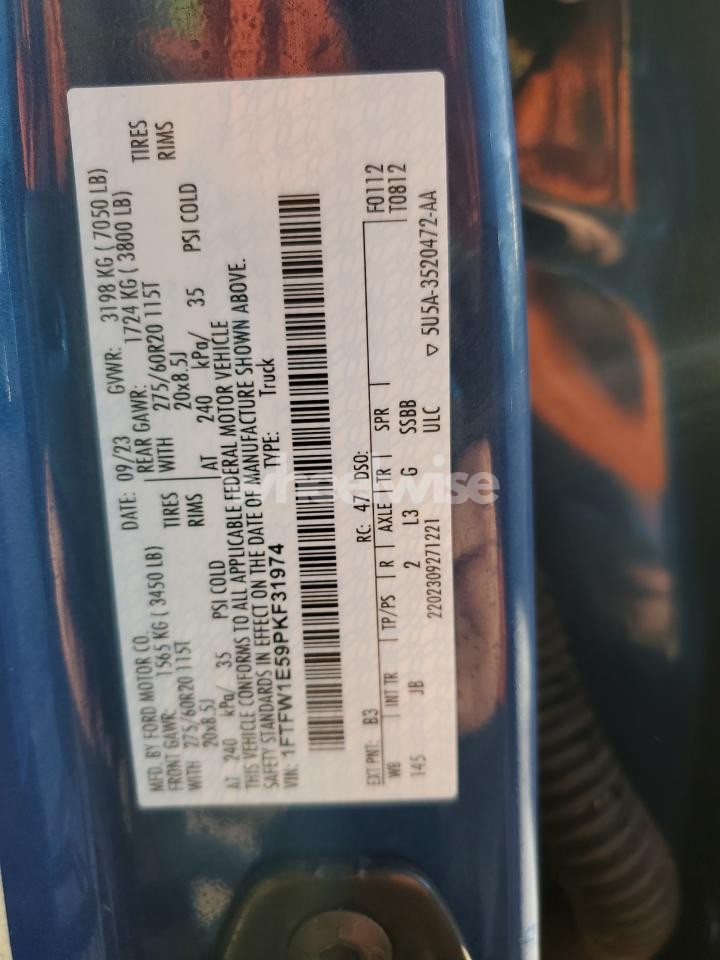 MFD. BY FORD MOTOR CO. DATE: 09/23 GVWR: 3198 KG ( 7050 LB)
FRONT GAWR: 1565 KG ( 3450 LB) REAR GAWR: 1724 KG ( 3800 LB)
WITH 275/60R20 115T TIRES WITH 275/60R20 115T TIRES
20x8.5J RIMS 20x8.5J RIMS
AT 240 kPa/ 35 PSI COLD AT 240 kPa/ 35 PSI COLD
THIS VEHICLE CONFORMS TO ALL APPLICABLE FEDERAL MOTOR VEHICLE
SAFETY STANDARDS IN EFFECT ON THE DATE OF MANUFACTURE SHOWN ABOVE.
VIN: 1FTFW1E59PKF31974 TYPE: Truck
EXT PNT: B3 RC: 47 DSO: F0112
WB INT TR TP/PS R AXLE TR SPR T0812
145 JB 2 L3 G SSBB
2202309271221 ULC ▽ 5U5A-3520472-AA
wheelwise